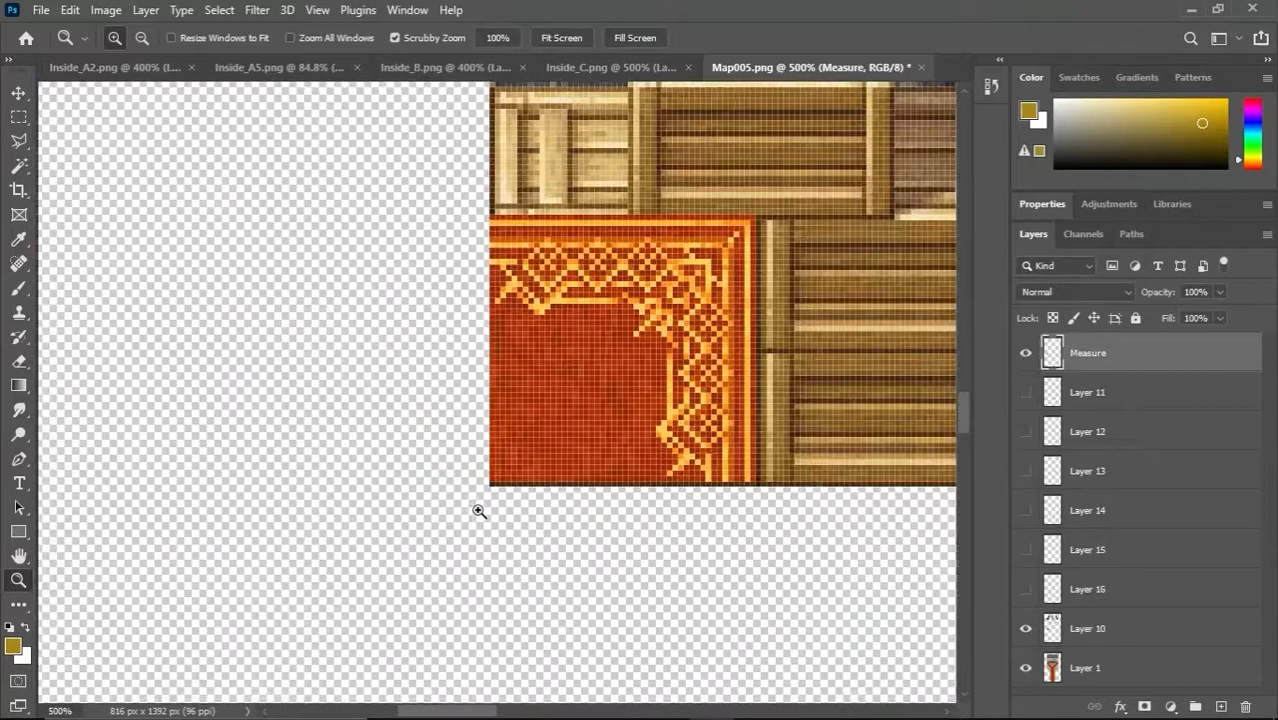 Ps File Edit Image Layer Type Select Filter 3D View Plugins Window Help
Resize Windows to Fit Zoom All Windows Scrubby Zoom 100% Fit Screen Fill Screen
Inside_A2.png @ 400% (L... × Inside_A5.png @ 84.8% (... × Inside_B.png @ 400% (La... × Inside_C.png @ 500% (La... × Map005.png @ 500% (Measure, RGB/8) * ×
Color Swatches Gradients Patterns
Properties Adjustments Libraries
Layers Channels Paths
Kind
Normal Opacity: 100%
Lock: Fill: 100%
Measure
Layer 11
Layer 12
Layer 13
Layer 14
Layer 15
Layer 16
Layer 10
Layer 1
500% 816 px x 1392 px (96 ppi)